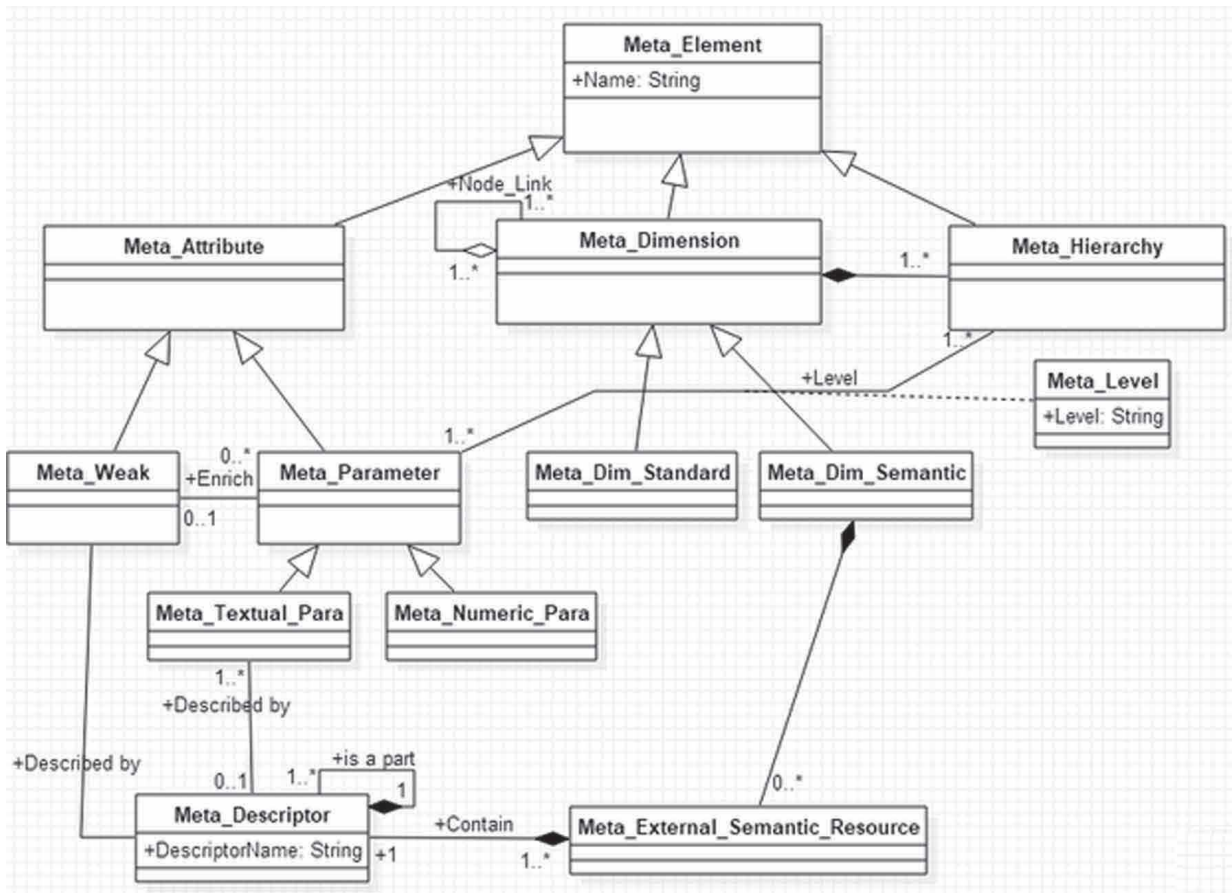 Meta_Element
+Name: String
+Node_Link
1..*
1..*
Meta_Attribute
Meta_Dimension
1..*
Meta_Hierarchy
1..*
+Level
Meta_Level
+Level: String
1..*
Meta_Weak
0..*
+Enrich
0..1
Meta_Parameter
Meta_Dim_Standard
Meta_Dim_Semantic
Meta_Textual_Para
Meta_Numeric_Para
1..*
+Described by
+Described by
0..1
+is a part
1..*
1
0..*
Meta_Descriptor
+DescriptorName: String
+1
+Contain
1..*
Meta_External_Semantic_Resource